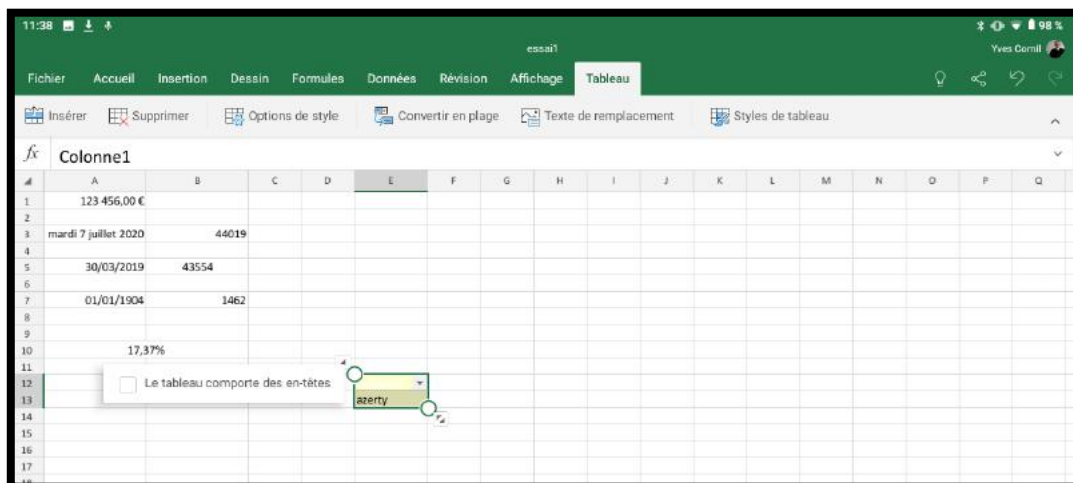 11:38 98 %
essai1
Yves Cornil
Fichier Accueil Insertion Dessin Formules Données Révision Affichage Tableau
Insérer Supprimer Options de style Convertir en plage Texte de remplacement Styles de tableau
fx Colonne1
A B C D E F G H I J K L M N O P Q
1 123 456,00 €
2
3 mardi 7 juillet 2020 44019
4
5 30/03/2019 43554
6
7 01/01/1904 1462
8
9
10 17,37%
11
12 Le tableau comporte des en-têtes
13 azerty
14
15
16
17
18